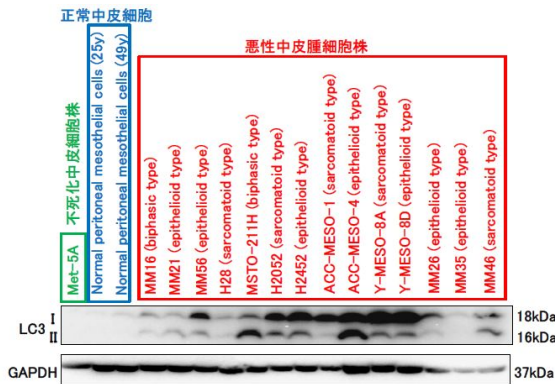 正常中皮細胞
悪性中皮腫細胞株
不死化中皮細胞株
Met-5A
Normal peritoneal mesothelial cells (25y)
Normal peritoneal mesothelial cells (49y)
MM16 (biphasic type)
MM21 (epithelioid type)
MM56 (epithelioid type)
H28 (sarcomatoid type)
MSTO-211H (biphasic type)
H2052 (sarcomatoid type)
H2452 (epithelioid type)
ACC-MESO-1 (sarcomatoid type)
ACC-MESO-4 (epithelioid type)
Y-MESO-8A (sarcomatoid type)
Y-MESO-8D (epithelioid type)
MM26 (epithelioid type)
MM35 (epithelioid type)
MM46 (sarcomatoid type)
LC3
I
18kDa
II
16kDa
GAPDH
37kDa